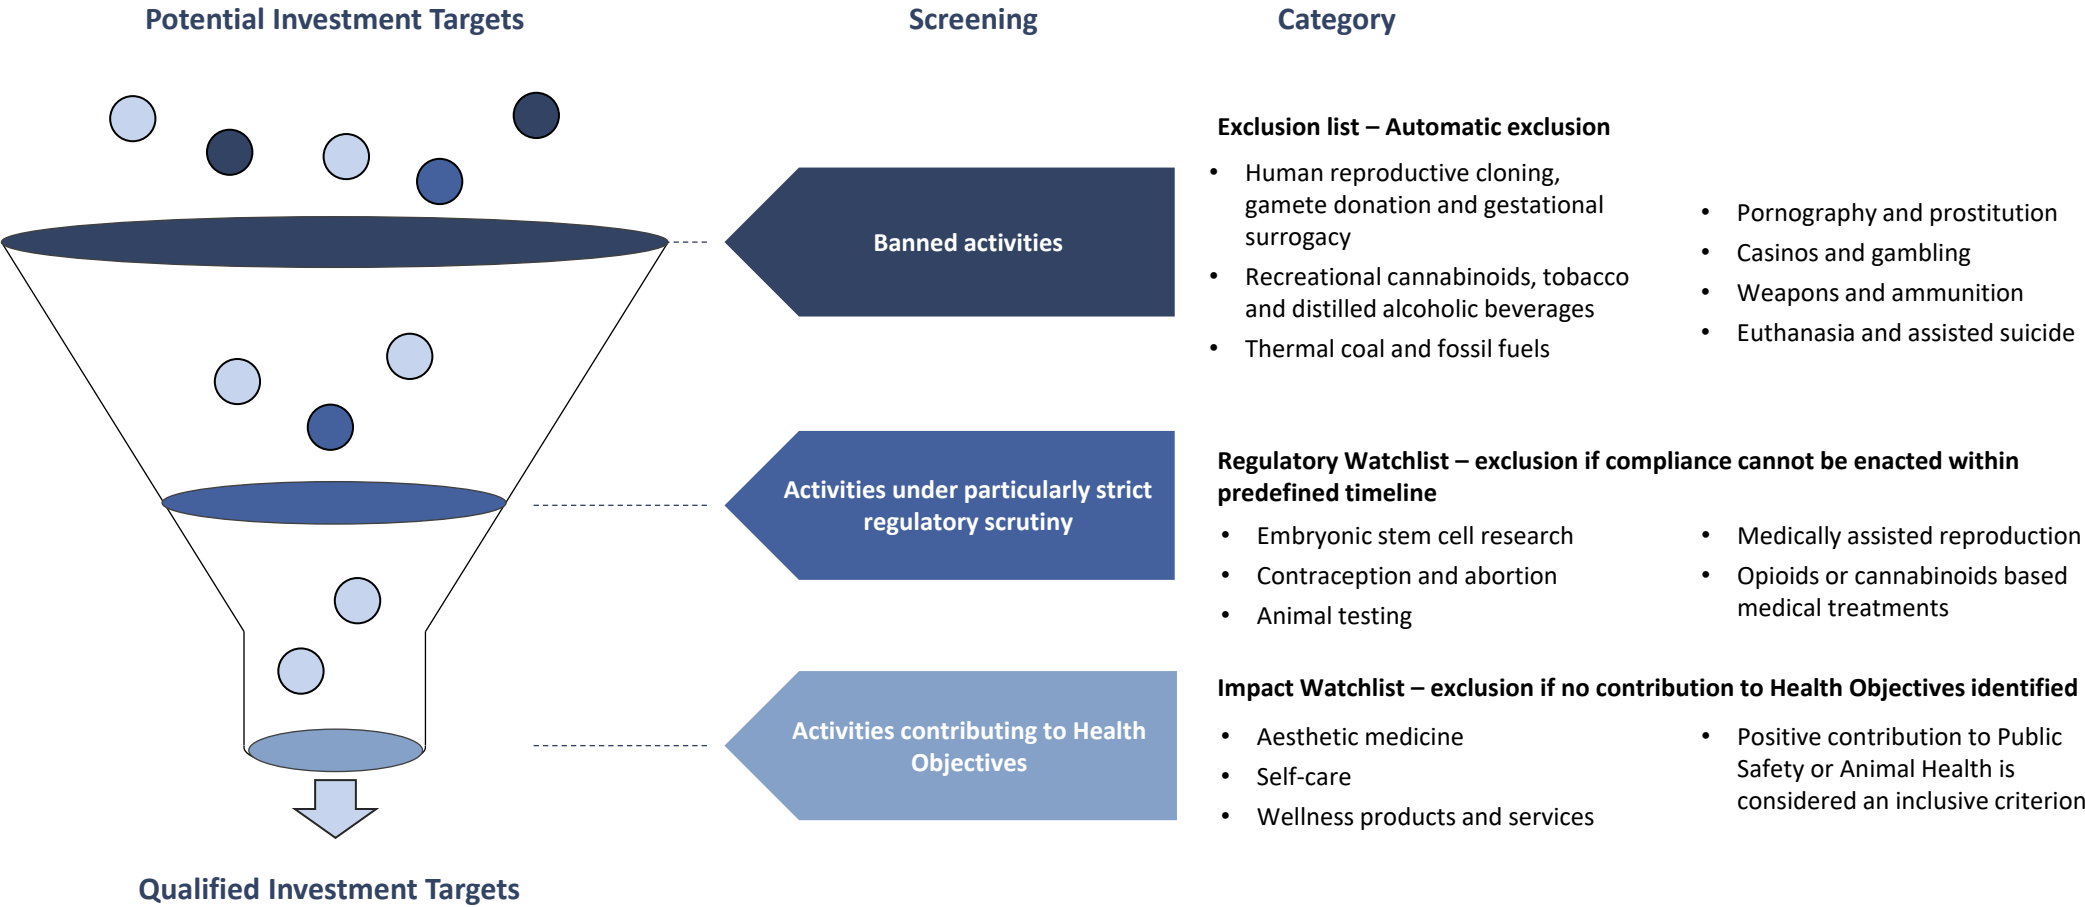 Potential Investment Targets
Screening
Category
Banned activities
Exclusion list – Automatic exclusion
• Human reproductive cloning,
gamete donation and gestational
surrogacy
• Recreational cannabinoids, tobacco
and distilled alcoholic beverages
• Thermal coal and fossil fuels
• Pornography and prostitution
• Casinos and gambling
• Weapons and ammunition
• Euthanasia and assisted suicide
Activities under particularly strict
regulatory scrutiny
Regulatory Watchlist – exclusion if compliance cannot be enacted within
predefined timeline
• Embryonic stem cell research
• Contraception and abortion
• Animal testing
• Medically assisted reproduction
• Opioids or cannabinoids based
medical treatments
Activities contributing to Health
Objectives
Impact Watchlist – exclusion if no contribution to Health Objectives identified
• Aesthetic medicine
• Self-care
• Wellness products and services
• Positive contribution to Public
Safety or Animal Health is
considered an inclusive criterion
Qualified Investment Targets